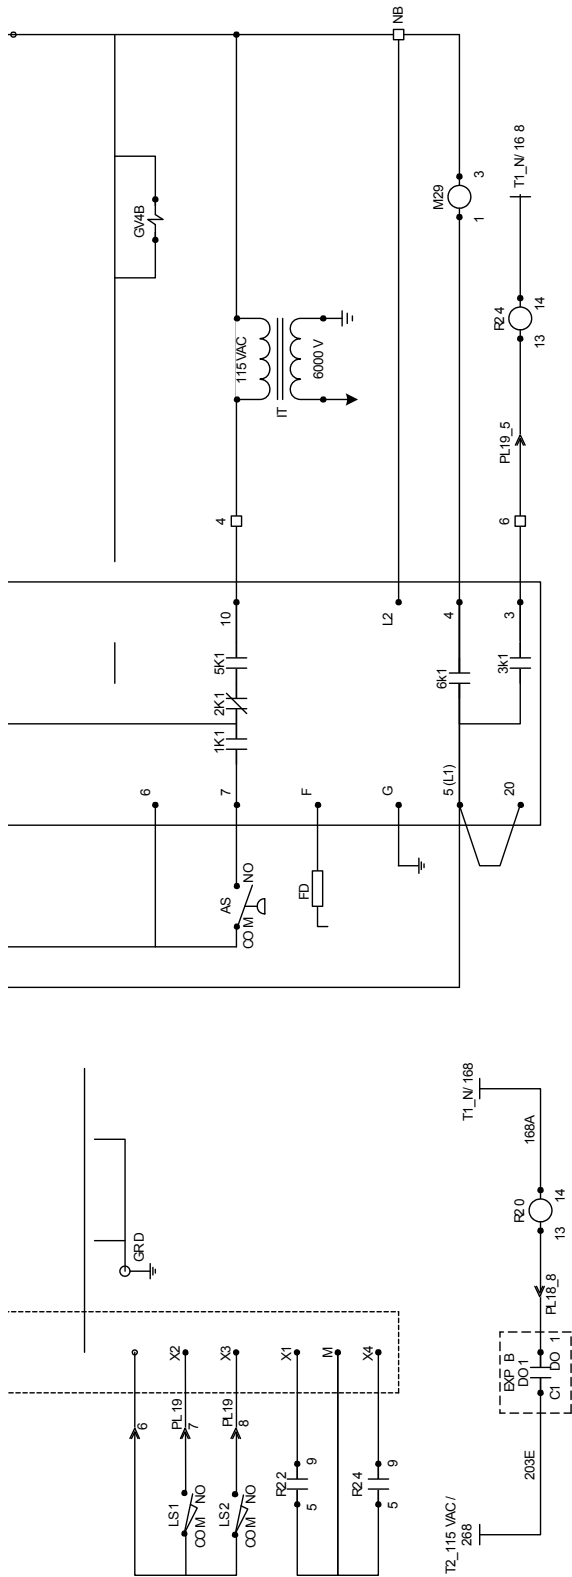 NB
GV4B
M29
3
1
T1_N/ 16 8
115 VAC
6000 V
IT
R2 4
14
13
PL19_5
4
6
10
5K1
2K1
1K1
7
6
L2
4
6k1
5 (L1)
3
3k1
20
F
G
AS
NO
COM
FD
T1_N/ 168
168A
GRD
R2 0
14
13
PL18_8
X2
X3
X1
M
X4
EXP B
DO 1
DO 1
C1
6
PL19
7
PL19
8
LS1
COM NO
LS2
COM NO
R2 2
9
5
R2 4
9
5
203E
T2_115 VAC /
268